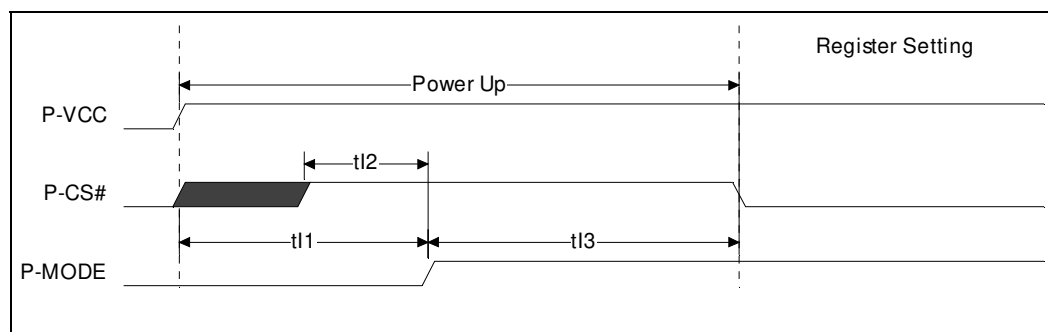 Register Setting
Power Up
P-VCC
tI2
P-CS#
tI1
tI3
P-MODE